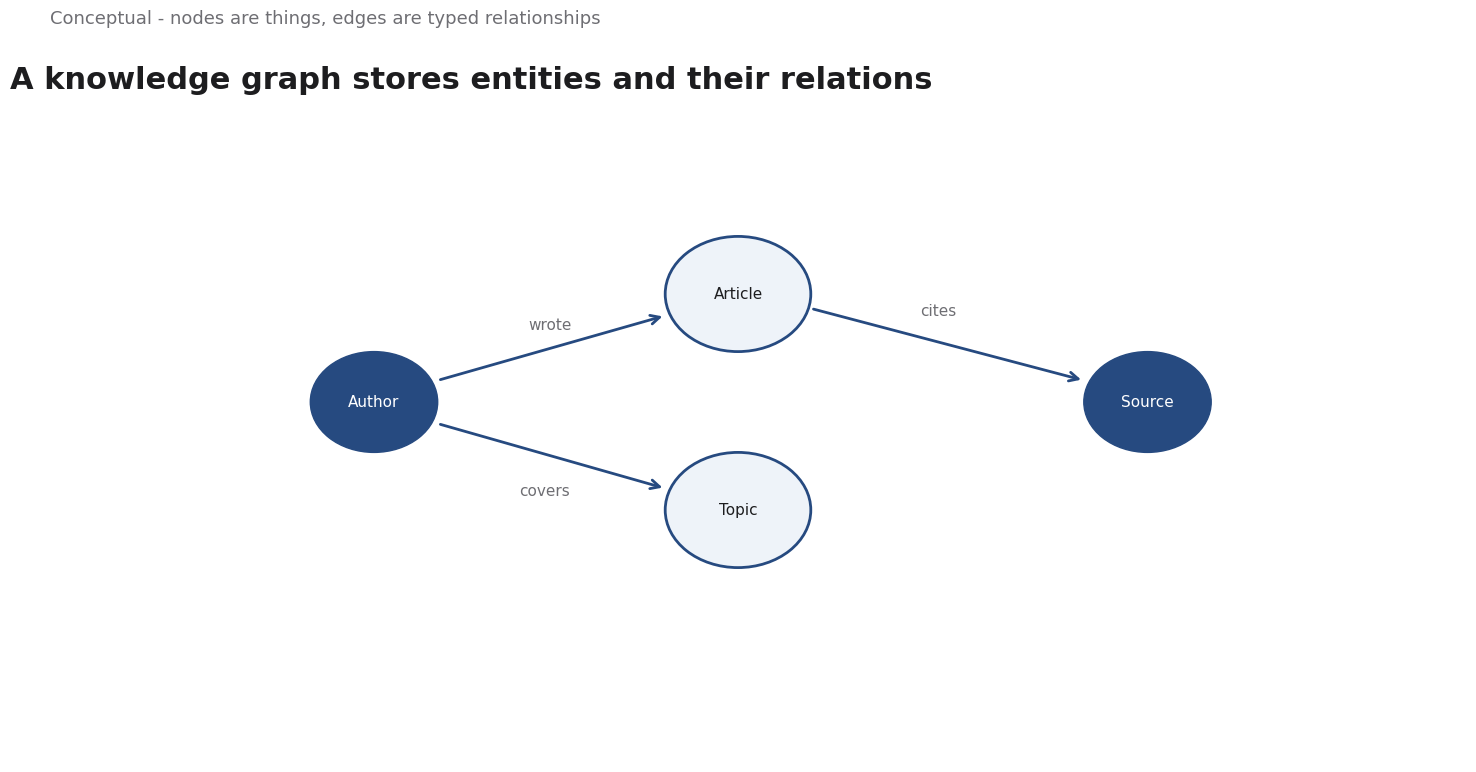 Conceptual - nodes are things, edges are typed relationships
A knowledge graph stores entities and their relations
Article
wrote
cites
Author
Source
covers
Topic